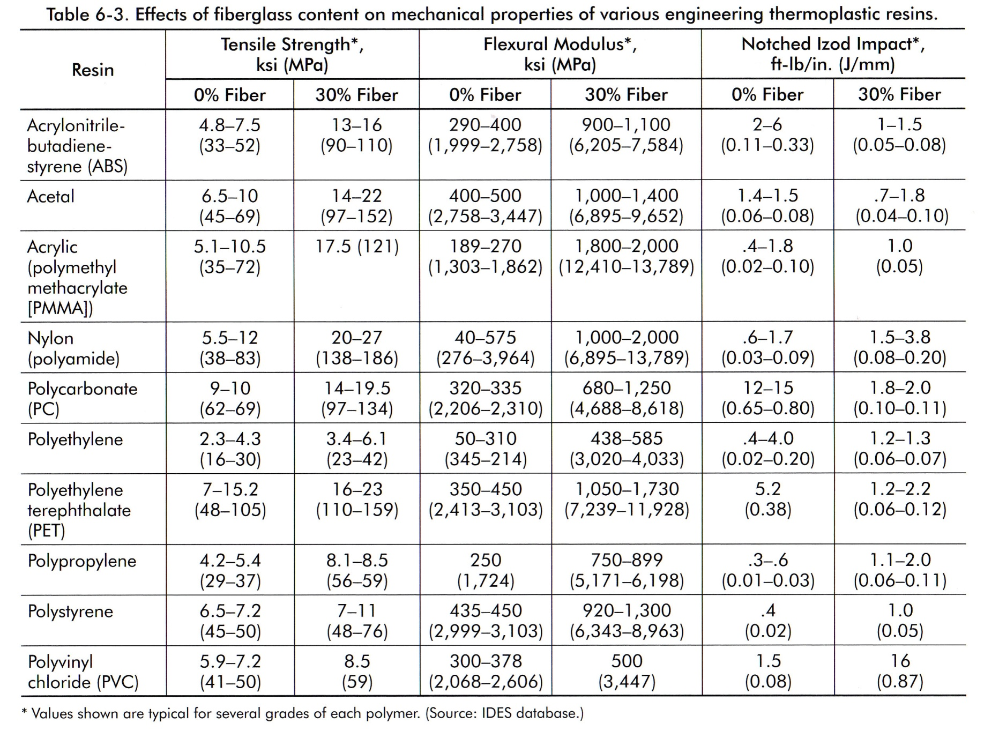 Table 6-3. Effects of fiberglass content on mechanical properties of various engineering thermoplastic resins.
Resin
Tensile Strength*,
ksi (MPa)
Flexural Modulus*,
ksi (MPa)
Notched Izod Impact*,
ft-lb/in. (J/mm)
0% Fiber 30% Fiber 0% Fiber 30% Fiber 0% Fiber 30% Fiber
Acrylonitrile- 4.8–7.5 13–16 290–400 900–1,100 2–6 1–1.5
butadiene- (33–52) (90–110) (1,999–2,758) (6,205–7,584) (0.11–0.33) (0.05–0.08)
styrene (ABS)
Acetal 6.5–10 14–22 400–500 1,000–1,400 1.4–1.5 .7–1.8
(45–69) (97–152) (2,758–3,447) (6,895–9,652) (0.06–0.08) (0.04–0.10)
Acrylic 5.1–10.5 17.5 (121) 189–270 1,800–2,000 .4–1.8 1.0
(polymethyl (35–72) (1,303–1,862) (12,410–13,789) (0.02–0.10) (0.05)
methacrylate
[PMMA])
Nylon 5.5–12 20–27 40–575 1,000–2,000 .6–1.7 1.5–3.8
(polyamide) (38–83) (138–186) (276–3,964) (6,895–13,789) (0.03–0.09) (0.08–0.20)
Polycarbonate 9–10 14–19.5 320–335 680–1,250 12–15 1.8–2.0
(PC) (62–69) (97–134) (2,206–2,310) (4,688–8,618) (0.65–0.80) (0.10–0.11)
Polyethylene 2.3–4.3 3.4–6.1 50–310 438–585 .4–4.0 1.2–1.3
(16–30) (23–42) (345–214) (3,020–4,033) (0.02–0.20) (0.06–0.07)
Polyethylene 7–15.2 16–23 350–450 1,050–1,730 5.2 1.2–2.2
terephthalate (48–105) (110–159) (2,413–3,103) (7,239–11,928) (0.38) (0.06–0.12)
(PET)
Polypropylene 4.2–5.4 8.1–8.5 250 750–899 .3–.6 1.1–2.0
(29–37) (56–59) (1,724) (5,171–6,198) (0.01–0.03) (0.06–0.11)
Polystyrene 6.5–7.2 7–11 435–450 920–1,300 .4 1.0
(45–50) (48–76) (2,999–3,103) (6,343–8,963) (0.02) (0.05)
Polyvinyl 5.9–7.2 8.5 300–378 500 1.5 16
chloride (PVC) (41–50) (59) (2,068–2,606) (3,447) (0.08) (0.87)
* Values shown are typical for several grades of each polymer. (Source: IDES database.)